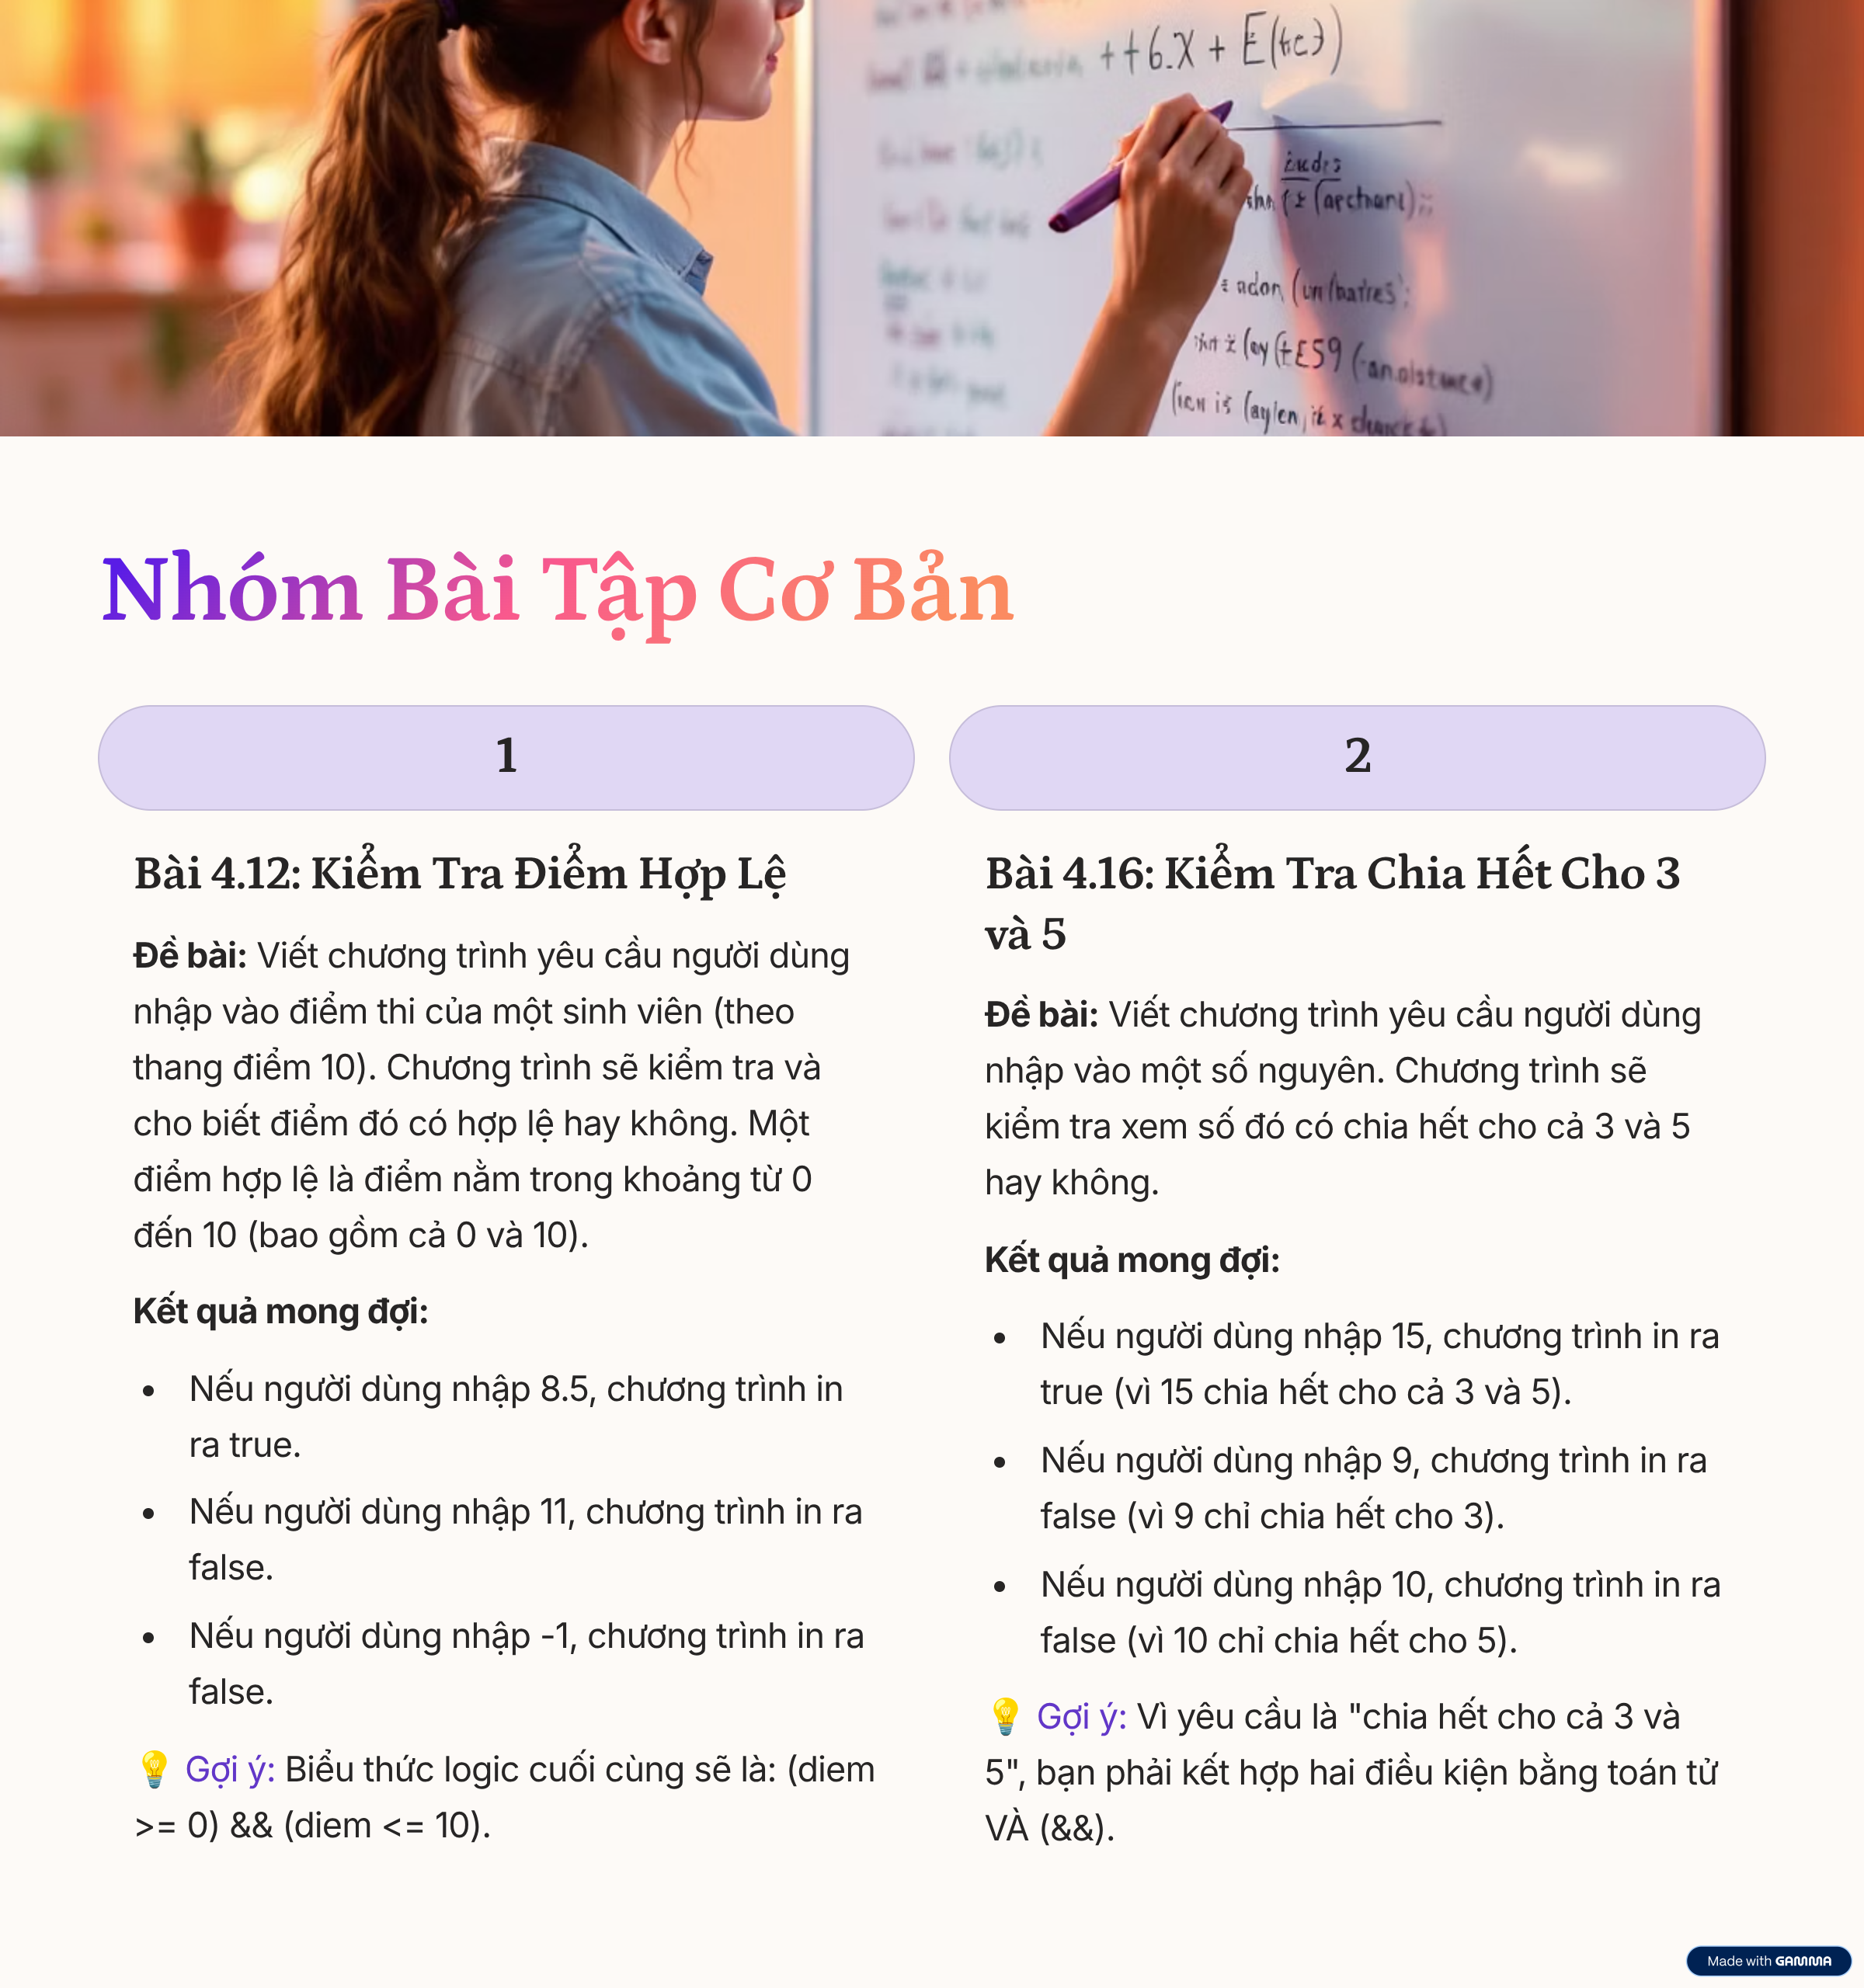 ++6.X + E(tc3)
Nhóm Bài Tập Cơ Bản
1
Bài 4.12: Kiểm Tra Điểm Hợp Lệ
Đề bài: Viết chương trình yêu cầu người dùng
nhập vào điểm thi của một sinh viên (theo
thang điểm 10). Chương trình sẽ kiểm tra và
cho biết điểm đó có hợp lệ hay không. Một
điểm hợp lệ là điểm nằm trong khoảng từ 0
đến 10 (bao gồm cả 0 và 10).
Kết quả mong đợi:
• Nếu người dùng nhập 8.5, chương trình in
ra true.
• Nếu người dùng nhập 11, chương trình in ra
false.
• Nếu người dùng nhập -1, chương trình in ra
false.
💡 Gợi ý: Biểu thức logic cuối cùng sẽ là: (diem
>= 0) && (diem <= 10).
2
Bài 4.16: Kiểm Tra Chia Hết Cho 3
và 5
Đề bài: Viết chương trình yêu cầu người dùng
nhập vào một số nguyên. Chương trình sẽ
kiểm tra xem số đó có chia hết cho cả 3 và 5
hay không.
Kết quả mong đợi:
• Nếu người dùng nhập 15, chương trình in ra
true (vì 15 chia hết cho cả 3 và 5).
• Nếu người dùng nhập 9, chương trình in ra
false (vì 9 chỉ chia hết cho 3).
• Nếu người dùng nhập 10, chương trình in ra
false (vì 10 chỉ chia hết cho 5).
💡 Gợi ý: Vì yêu cầu là "chia hết cho cả 3 và
5", bạn phải kết hợp hai điều kiện bằng toán tử
VÀ (&&).
Made with GAMMA